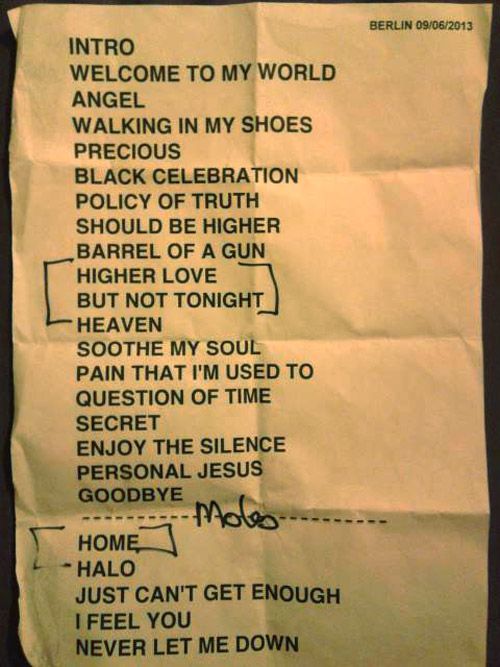 BERLIN 09/06/2013
INTRO
WELCOME TO MY WORLD
ANGEL
WALKING IN MY SHOES
PRECIOUS
BLACK CELEBRATION
POLICY OF TRUTH
SHOULD BE HIGHER
BARREL OF A GUN
HIGHER LOVE
BUT NOT TONIGHT
HEAVEN
SOOTHE MY SOUL
PAIN THAT I'M USED TO
QUESTION OF TIME
SECRET
ENJOY THE SILENCE
PERSONAL JESUS
GOODBYE
HOME
HALO
JUST CAN'T GET ENOUGH
I FEEL YOU
NEVER LET ME DOWN